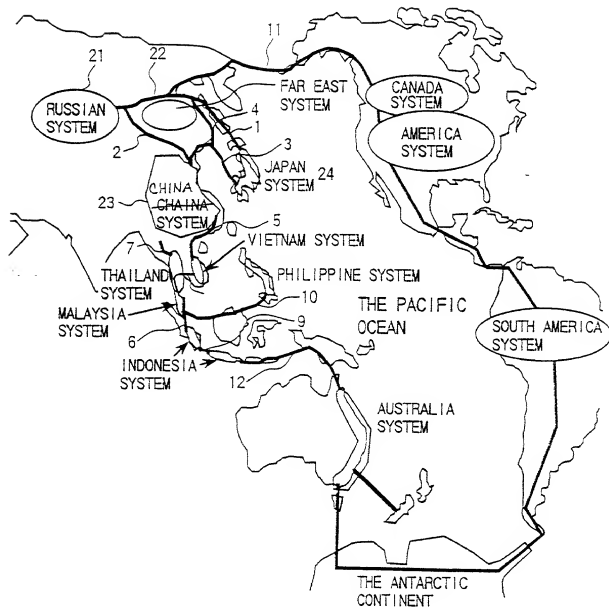 11
21
22
RUSSIAN
SYSTEM
FAR EAST
SYSTEM
CANADA
SYSTEM
AMERICA
SYSTEM
4
1
2
3
JAPAN
SYSTEM 24
CHINA
CHAINA
SYSTEM
23
5
VIETNAM SYSTEM
7
THAILAND
SYSTEM
PHILIPPINE SYSTEM
MALAYSIA
SYSTEM
10
THE PACIFIC
OCEAN
9
6
SOUTH AMERICA
SYSTEM
INDONESIA
SYSTEM
12
AUSTRALIA
SYSTEM
THE ANTARCTIC
CONTINENT